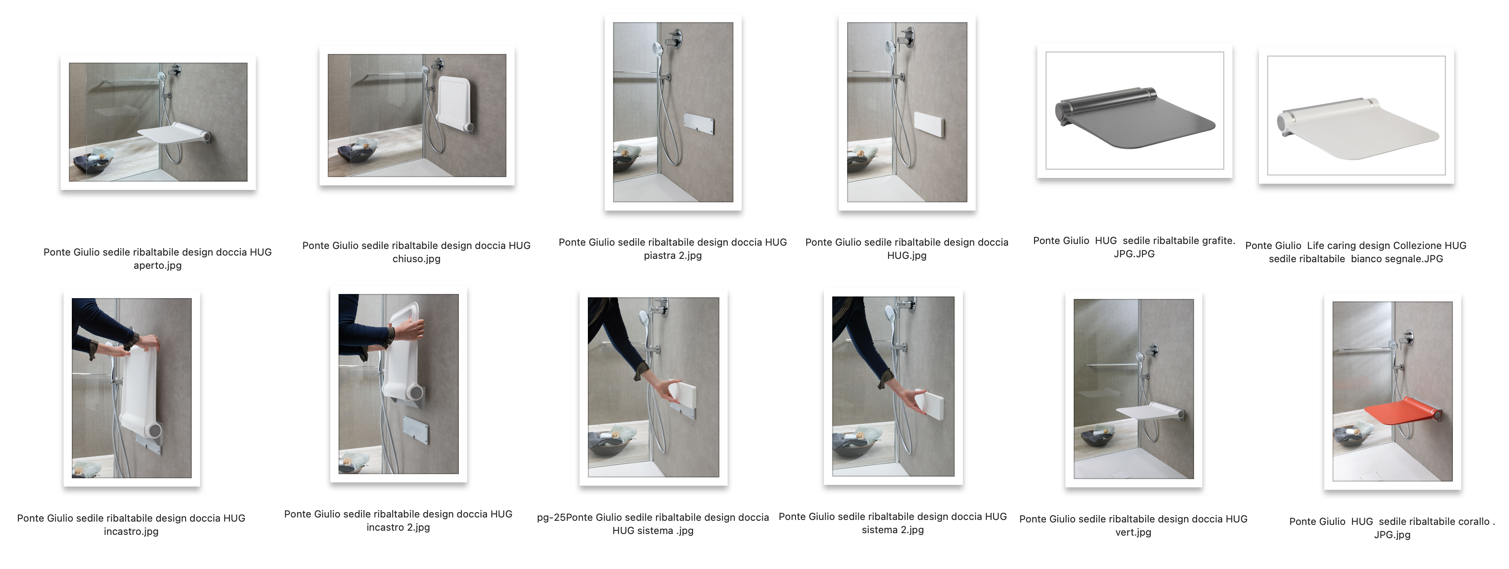 Ponte Giulio sedile ribaltabile design doccia HUG
aperto.jpg
Ponte Giulio sedile ribaltabile design doccia HUG
chiuso.jpg
Ponte Giulio sedile ribaltabile design doccia HUG
piastra 2.jpg
Ponte Giulio sedile ribaltabile design doccia
HUG.jpg
Ponte Giulio  HUG  sedile ribaltabile grafite.
JPG.JPG
Ponte Giulio  Life caring design Collezione HUG
sedile ribaltabile  bianco segnale.JPG
Ponte Giulio sedile ribaltabile design doccia HUG
incastro.jpg
Ponte Giulio sedile ribaltabile design doccia HUG
incastro 2.jpg
pg-25Ponte Giulio sedile ribaltabile design doccia
HUG sistema .jpg
Ponte Giulio sedile ribaltabile design doccia HUG
sistema 2.jpg
Ponte Giulio sedile ribaltabile design doccia HUG
vert.jpg
Ponte Giulio  HUG  sedile ribaltabile corallo .
JPG.jpg